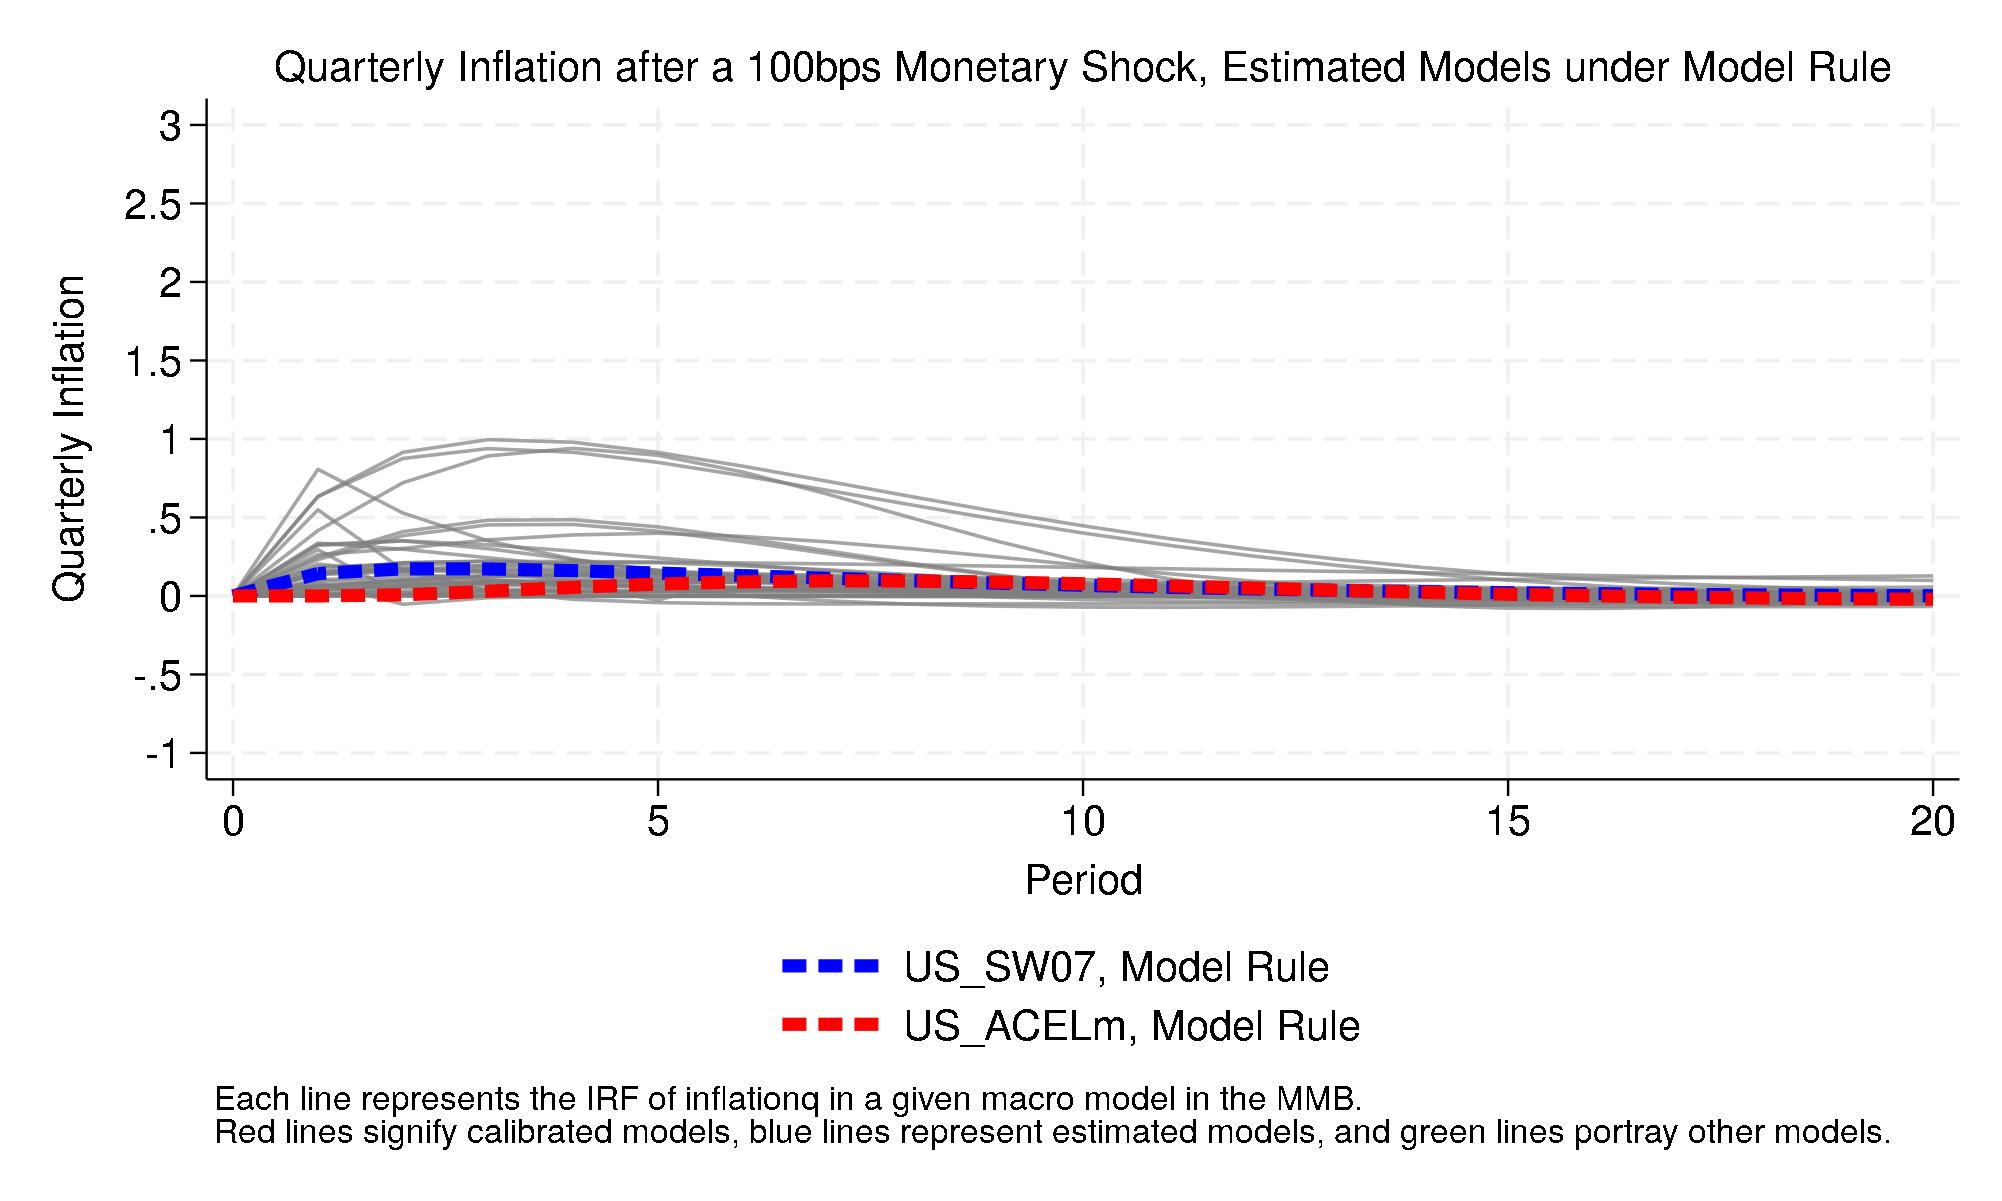 Quarterly Inflation after a 100bps Monetary Shock, Estimated Models under Model Rule
Quarterly Inflation
3
2.5
2
1.5
1
.5
0
-.5
-1
0 5 10 15 20
Period
US_SW07, Model Rule
US_ACELm, Model Rule
Each line represents the IRF of inflationq in a given macro model in the MMB.
Red lines signify calibrated models, blue lines represent estimated models, and green lines portray other models.